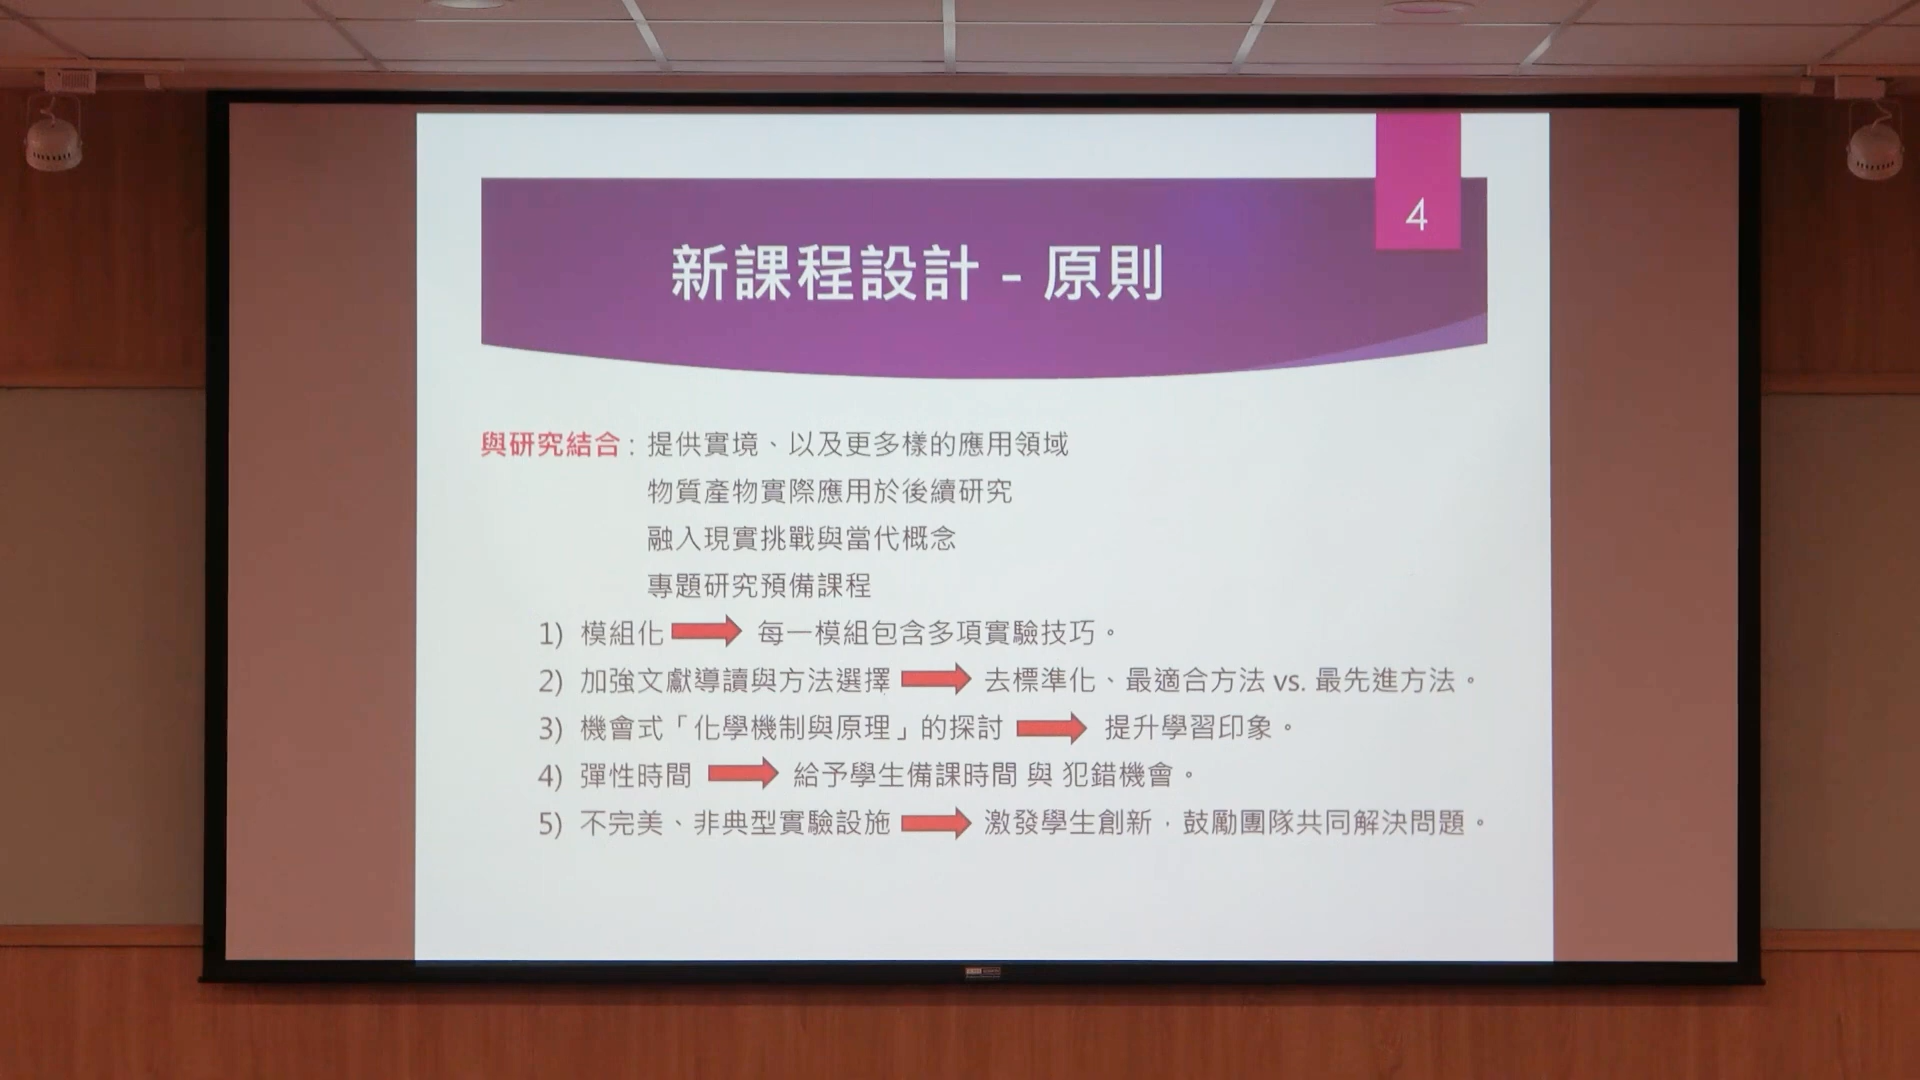 4
新課程設計 - 原則
與研究結合：提供實境、以及更多樣的應用領域
物質產物實際應用於後續研究
融入現實挑戰與當代概念
專題研究預備課程
1) 模組化 → 每一模組包含多項實驗技巧。
2) 加強文獻導讀與方法選擇 → 去標準化、最適合方法 vs. 最先進方法。
3) 機會式「化學機制與原理」的探討 → 提升學習印象。
4) 彈性時間 → 給予學生備課時間 與 犯錯機會。
5) 不完美、非典型實驗設施 → 激發學生創新，鼓勵團隊共同解決問題。